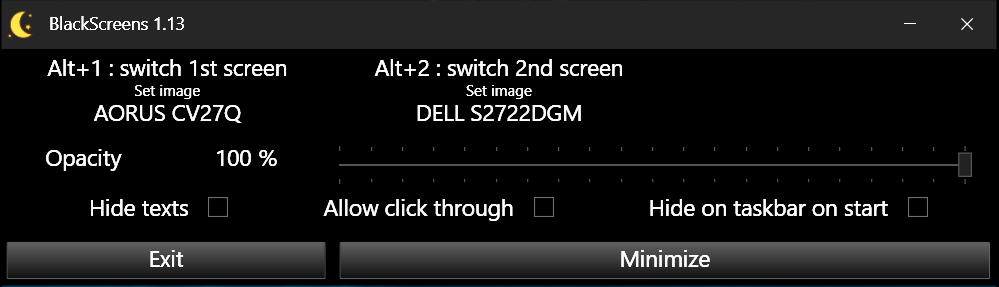 BlackScreens 1.13
Alt+1 : switch 1st screen
Set image
AORUS CV27Q
Alt+2 : switch 2nd screen
Set image
DELL S2722DGM
Opacity 100 %
Hide texts
Allow click through
Hide on taskbar on start
Exit
Minimize